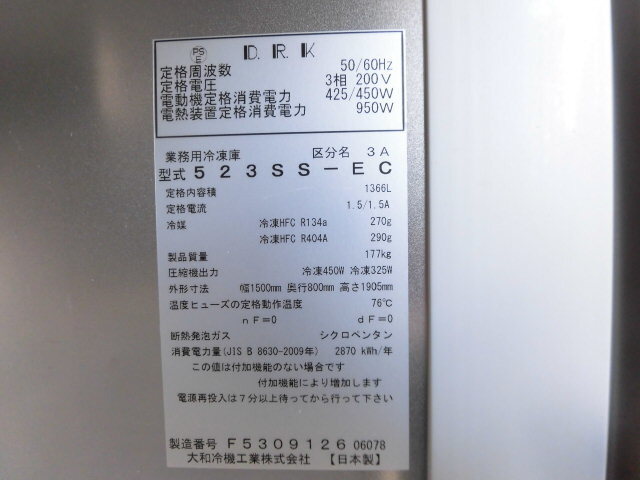 PS E D.R.K
定格周波数 50/60Hz
定格電圧 3相 200V
電動機定格消費電力 425/450W
電熱装置定格消費電力 950W
業務用冷凍庫 区分名 3A
型式 523SS-EC
定格内容積 1366L
定格電流 1.5/1.5A
冷媒 冷凍HFC R134a 270g
冷凍HFC R404A 290g
製品質量 177kg
圧縮機出力 冷凍450W 冷凍325W
外形寸法 幅1500mm 奥行800mm 高さ1905mm
温度ヒューズの定格動作温度 76℃
nF=0 dF=0
断熱発泡ガス シクロペンタン
消費電力量(JIS B 8630-2009年) 2870 kWh/年
この値は付加機能のない場合です
付加機能により増加します
電源再投入は7分以上待ってから行って下さい
製造番号 F5309126 06078
大和冷機工業株式会社 【日本製】